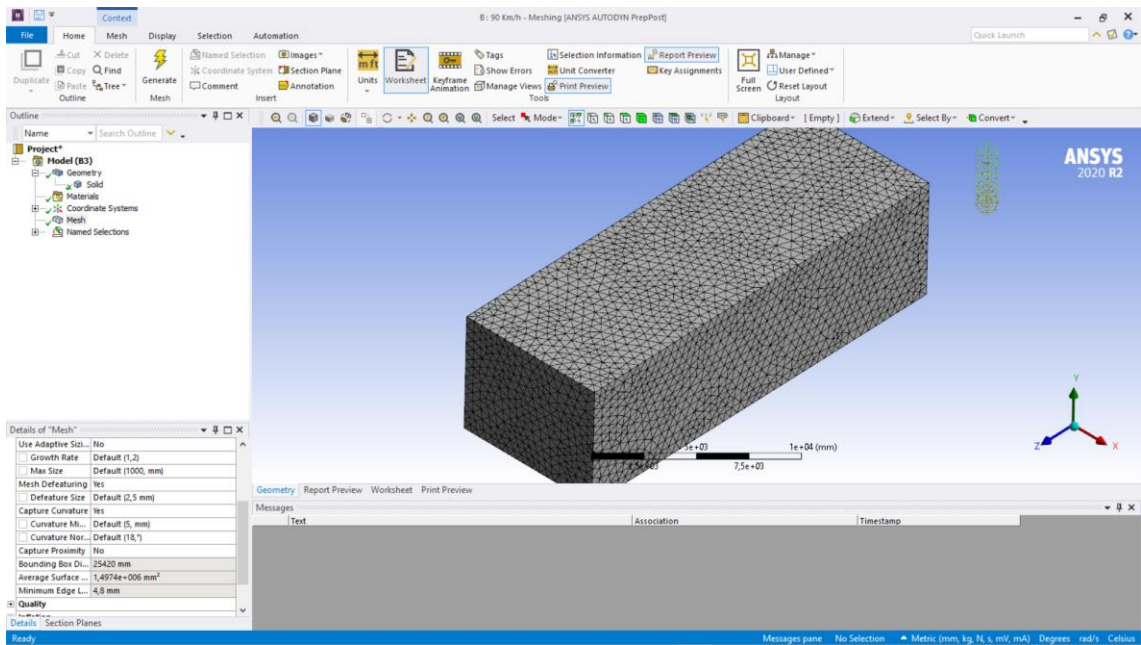 Context
B: 90 Km/h - Meshing [ANSYS AUTODYN PrepPost]
File Home Mesh Display Selection Automation
Quick Launch
Duplicate
Cut
Copy
Paste
Delete
Find
Tree
Outline
Generate
Mesh
Named Selection
Coordinate System
Comment
Images
Section Plane
Annotation
Insert
Units
Worksheet
Keyframe
Animation
Tags
Show Errors
Manage Views
Selection Information
Unit Converter
Print Preview
Report Preview
Key Assignments
Tools
Full
Screen
Manage
User Defined
Reset Layout
Layout
Outline
Name Search Outline
Select Mode Clipboard [Empty] Extend Select By Convert
Project*
Model (B3)
Geometry
Solid
Materials
Coordinate Systems
Mesh
Named Selections
ANSYS
2020 R2
1e+04 (mm)
7,5e+03
Y
Z
X
Details of "Mesh"
Use Adaptive Sizi... No
Growth Rate Default (1,2)
Max Size Default (1000, mm)
Mesh Defeaturing Yes
Defeature Size Default (2,5 mm)
Capture Curvature Yes
Curvature Mi... Default (5, mm)
Curvature Nor... Default (18,°)
Capture Proximity No
Bounding Box Di... 25420 mm
Average Surface ... 1,4974e+006 mm²
Minimum Edge L... 4,8 mm
Quality
Details Section Planes
Geometry Report Preview Worksheet Print Preview
Messages
Text Association Timestamp
Ready
Messages pane No Selection Metric (mm, kg, N, s, mV, mA) Degrees rad/s Celsius